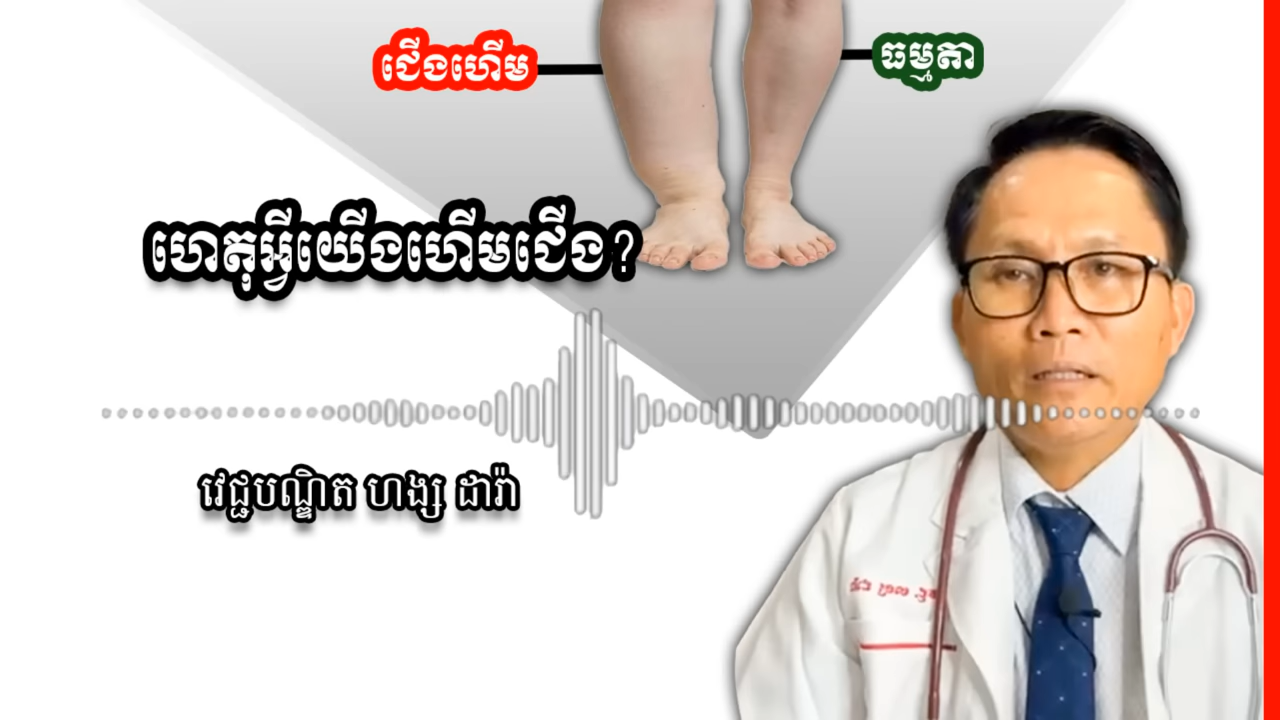 ជើងហើម
ធម្មតា
ហេតុអ្វីយើងហើមជើង?
វេជ្ជបណ្ឌិត ហង្ស ដារ៉ា